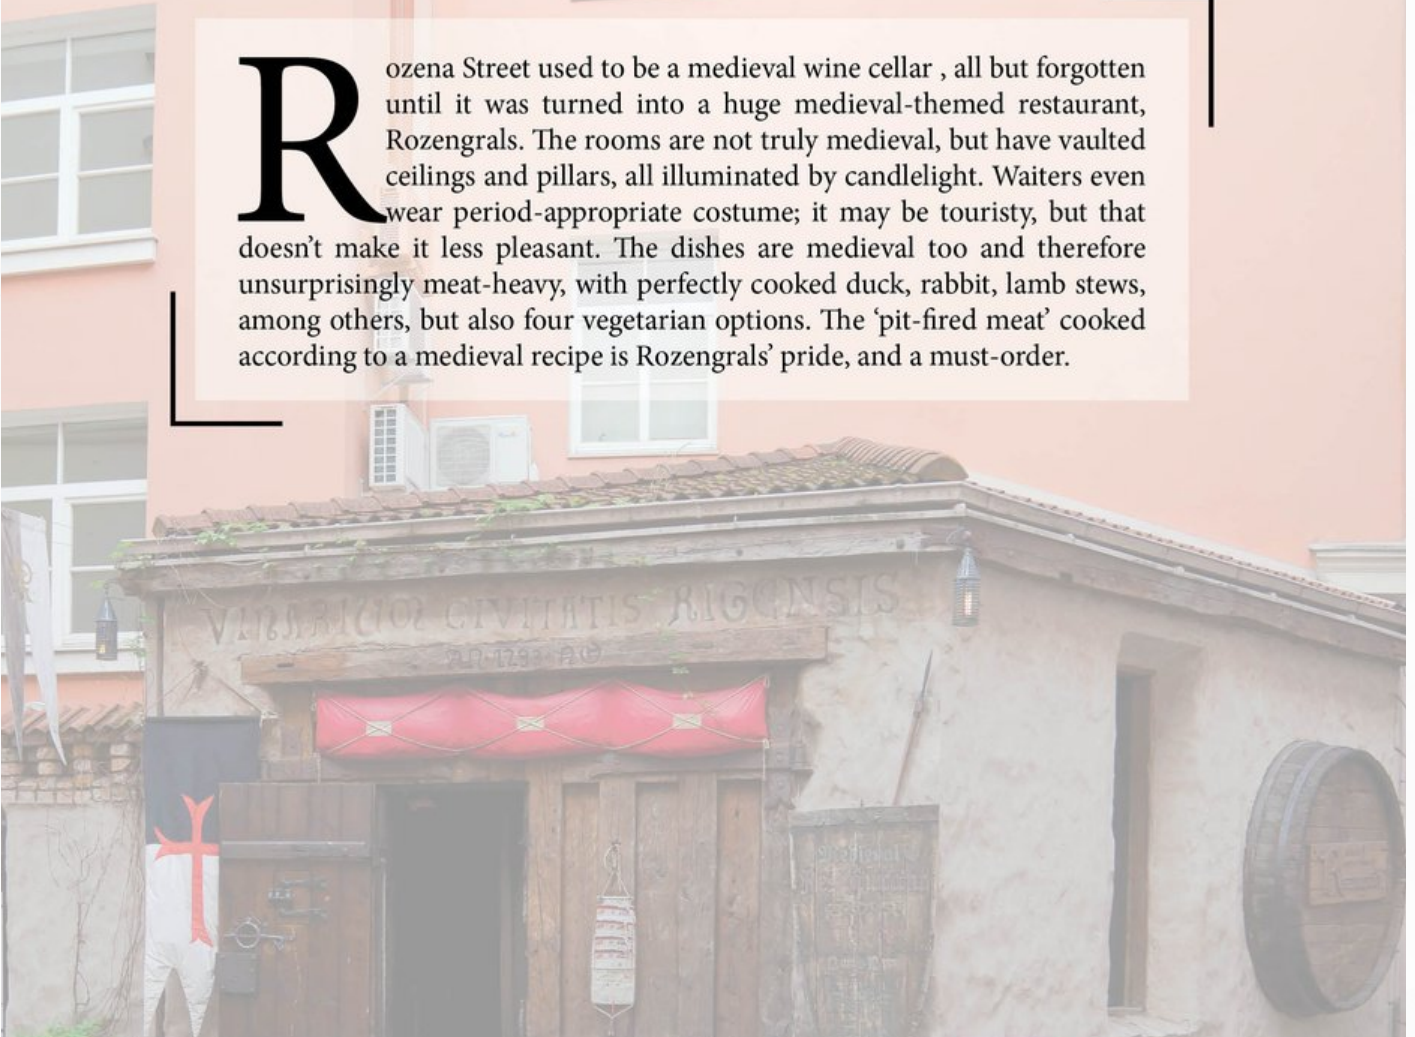 Rozena Street used to be a medieval wine cellar , all but forgotten
until it was turned into a huge medieval-themed restaurant,
Rozengrals. The rooms are not truly medieval, but have vaulted
ceilings and pillars, all illuminated by candlelight. Waiters even
wear period-appropriate costume; it may be touristy, but that
doesn’t make it less pleasant. The dishes are medieval too and therefore
unsurprisingly meat-heavy, with perfectly cooked duck, rabbit, lamb stews,
among others, but also four vegetarian options. The ‘pit-fired meat’ cooked
according to a medieval recipe is Rozengrals’ pride, and a must-order.
CIVITATIS RIGENSIS